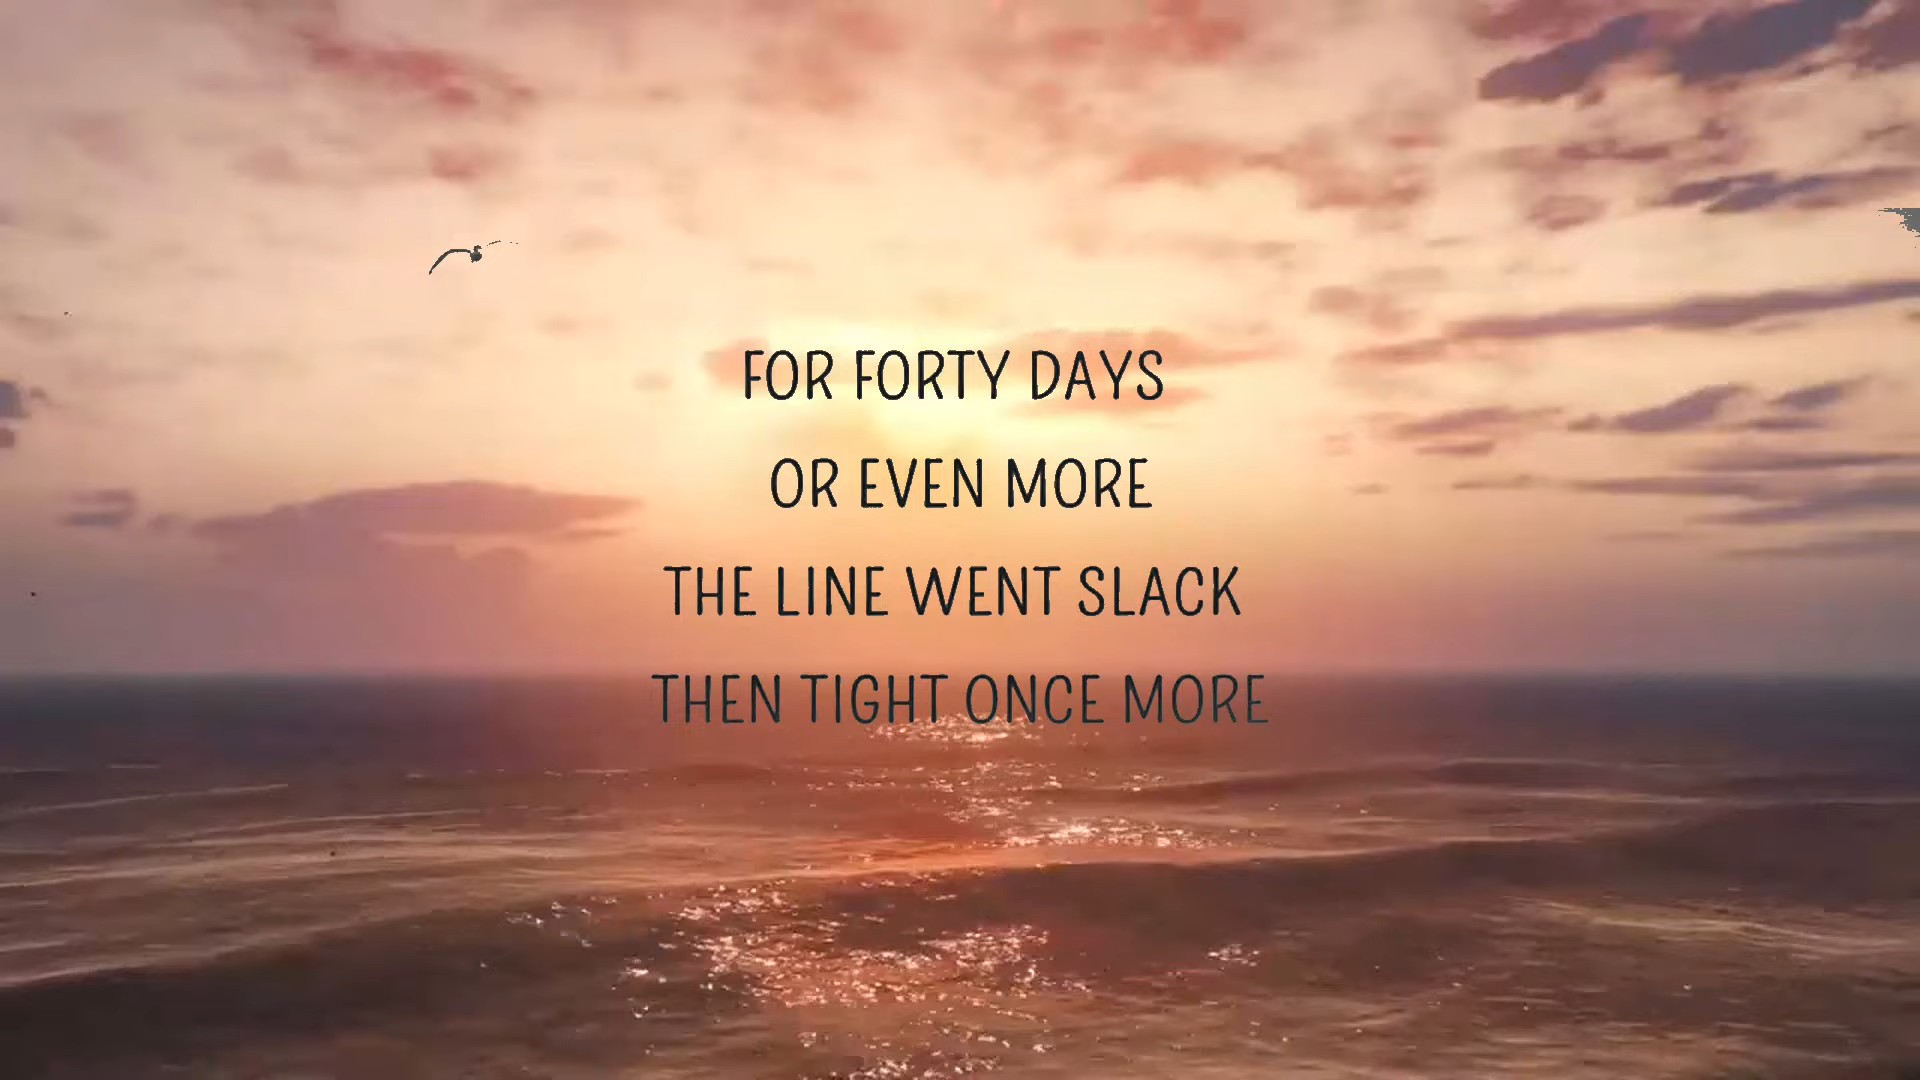 FOR FORTY DAYS
OR EVEN MORE
THE LINE WENT SLACK
THEN TIGHT ONCE MORE